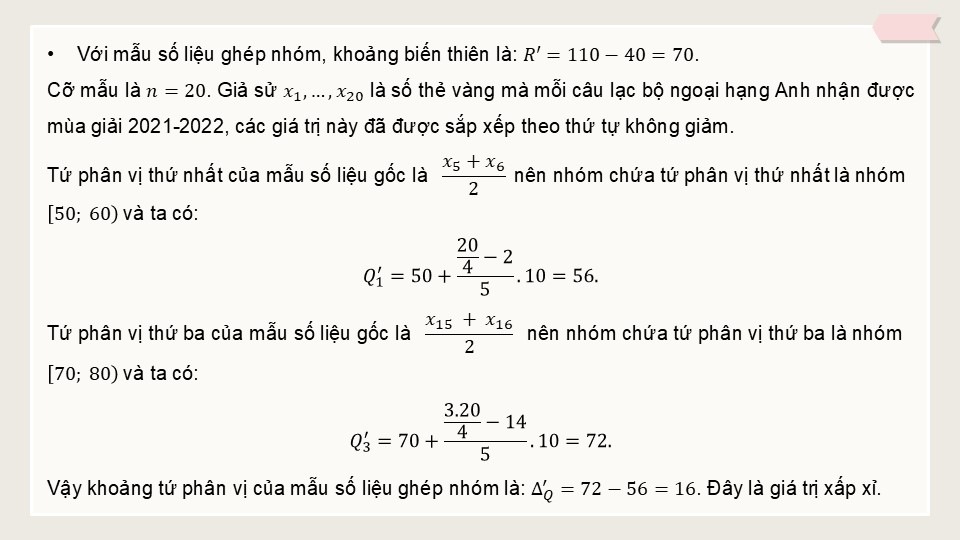 • Với mẫu số liệu ghép nhóm, khoảng biến thiên là: 𝑅′ = 110 − 40 = 70.
Cỡ mẫu là 𝑛 = 20. Giả sử 𝑥₁, … , 𝑥₂₀ là số thẻ vàng mà mỗi câu lạc bộ ngoại hạng Anh nhận được
mùa giải 2021-2022, các giá trị này đã được sắp xếp theo thứ tự không giảm.
Tứ phân vị thứ nhất của mẫu số liệu gốc là (𝑥₅ + 𝑥₆)/2 nên nhóm chứa tứ phân vị thứ nhất là nhóm
[50; 60) và ta có:
𝑄′₁ = 50 + (20/4 − 2)/5 . 10 = 56.
Tứ phân vị thứ ba của mẫu số liệu gốc là (𝑥₁₅ + 𝑥₁₆)/2 nên nhóm chứa tứ phân vị thứ ba là nhóm
[70; 80) và ta có:
𝑄′₃ = 70 + (3.20/4 − 14)/5 . 10 = 72.
Vậy khoảng tứ phân vị của mẫu số liệu ghép nhóm là: Δ′_𝑄 = 72 − 56 = 16. Đây là giá trị xấp xỉ.